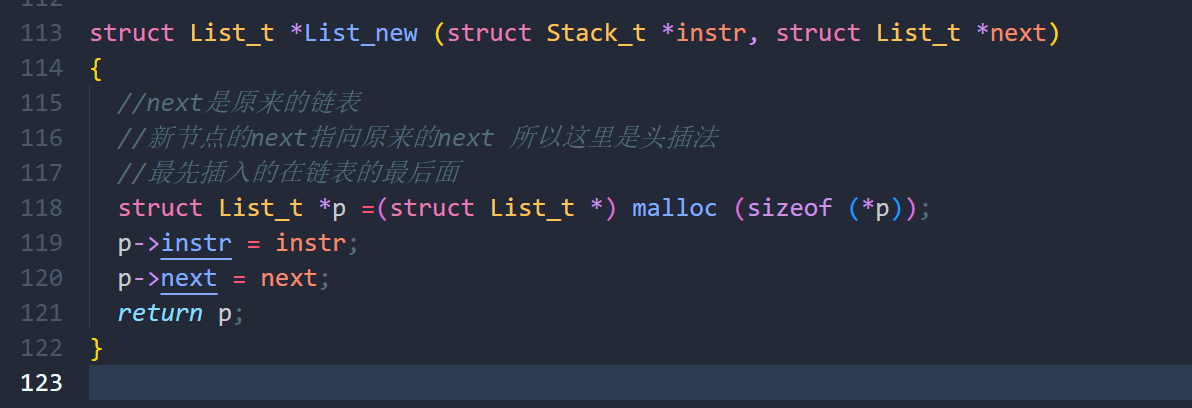 113 struct List_t *List_new (struct Stack_t *instr, struct List_t *next)
114 {
115   //next是原来的链表
116   //新节点的next指向原来的next 所以这里是头插法
117   //最先插入的在链表的最后面
118   struct List_t *p =(struct List_t *) malloc (sizeof (*p));
119   p->instr = instr;
120   p->next = next;
121   return p;
122 }
123